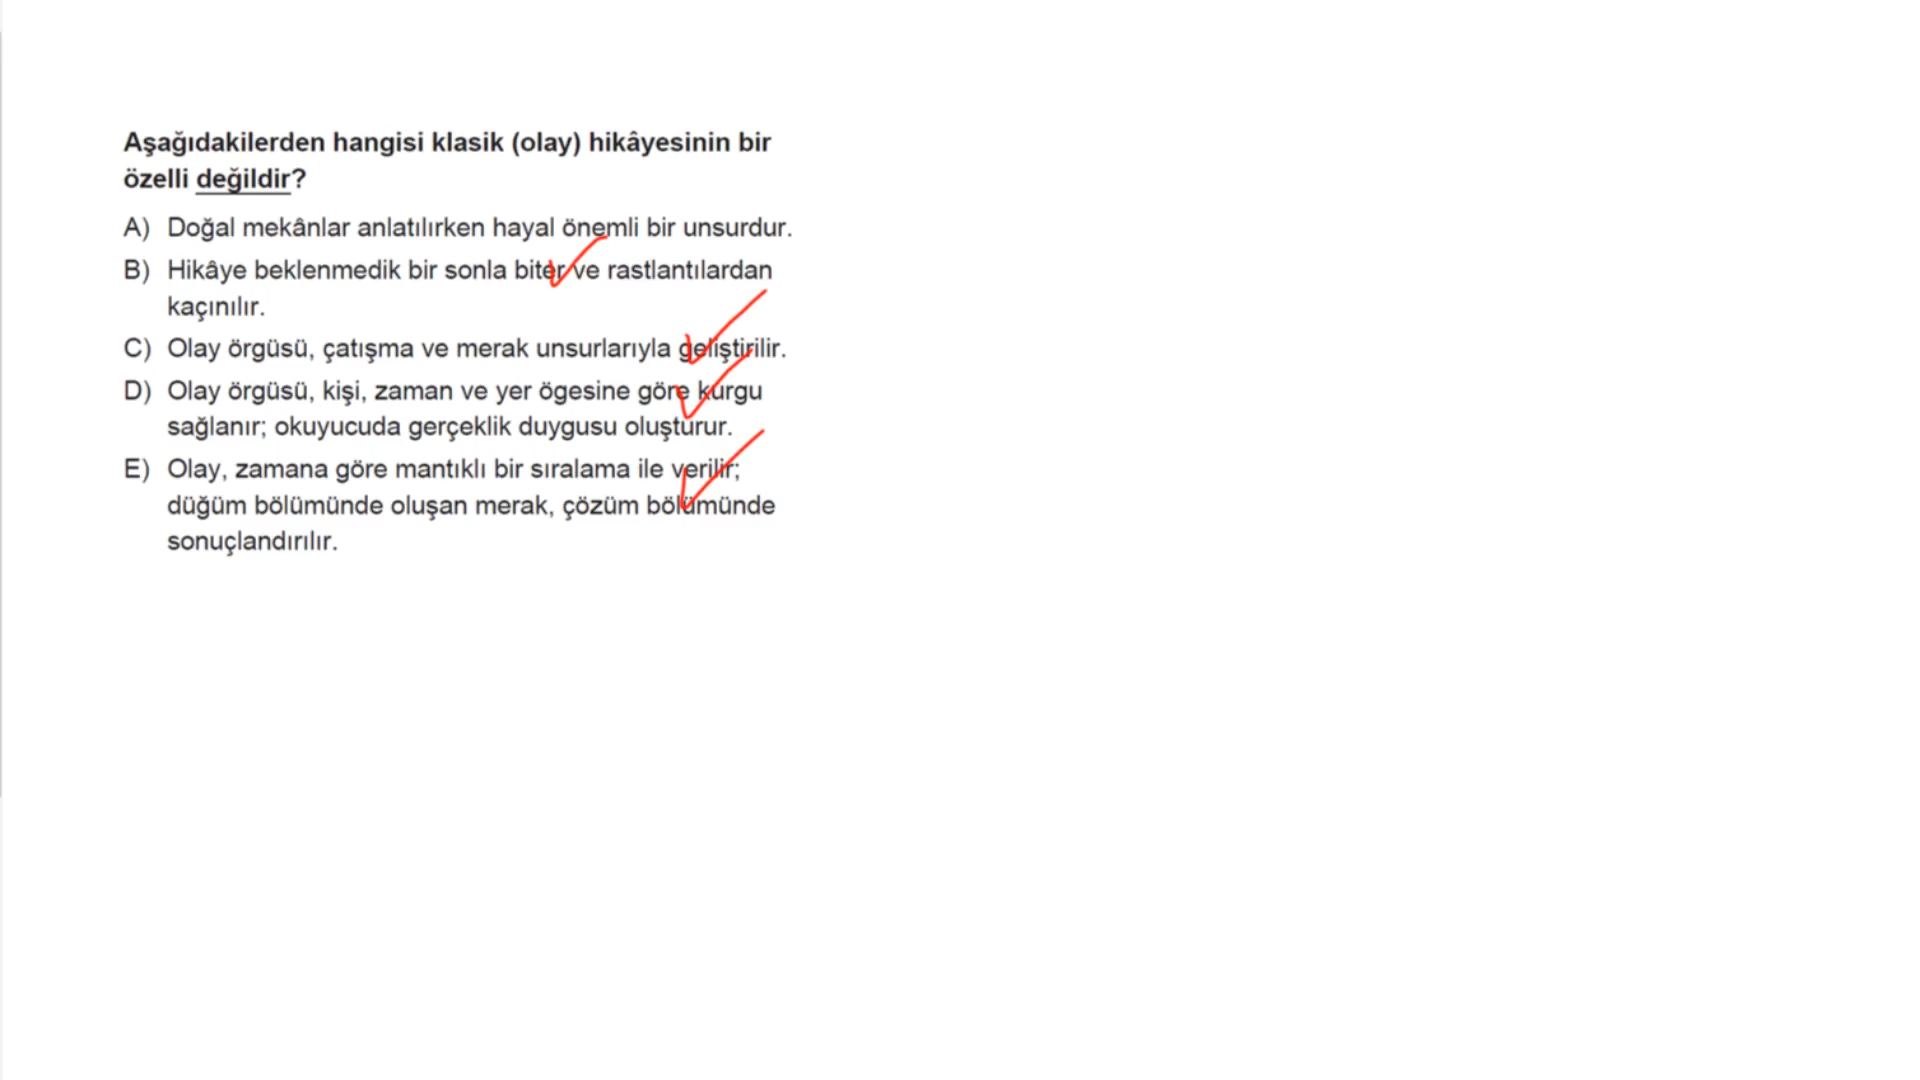 Aşağıdakilerden hangisi klasik (olay) hikâyesinin bir
özelli değildir?
A) Doğal mekânlar anlatılırken hayal önemli bir unsurdur.
B) Hikâye beklenmedik bir sonla biter ve rastlantılardan
kaçınılır.
C) Olay örgüsü, çatışma ve merak unsurlarıyla geliştirilir.
D) Olay örgüsü, kişi, zaman ve yer ögesine göre kurgu
sağlanır; okuyucuda gerçeklik duygusu oluşturur.
E) Olay, zamana göre mantıklı bir sıralama ile verilir;
düğüm bölümünde oluşan merak, çözüm bölümünde
sonuçlandırılır.